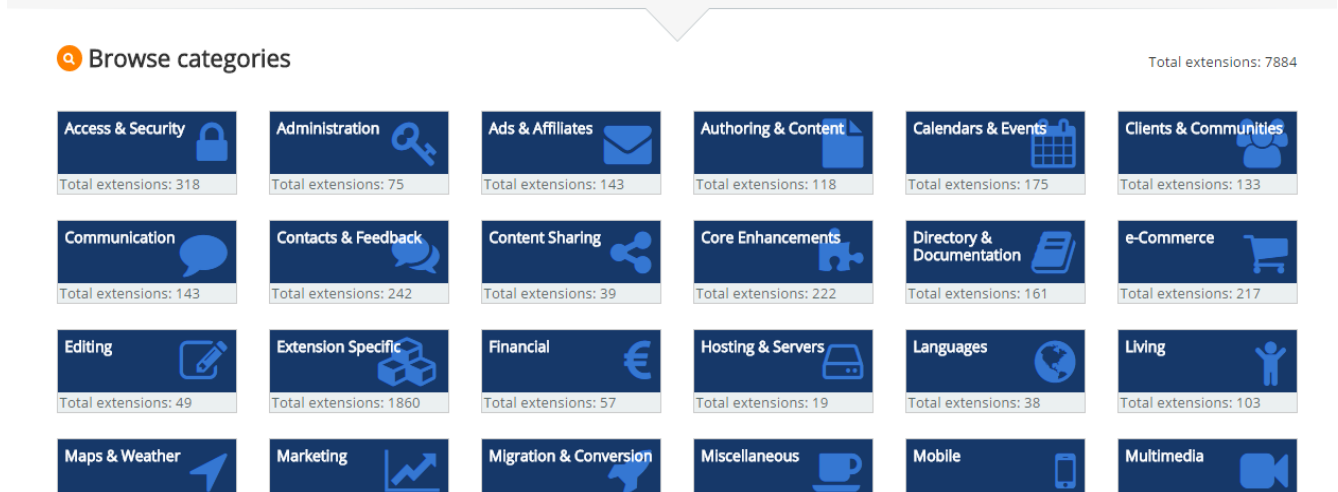 Browse categories
Total extensions: 7884
Access & Security
Administration
Ads & Affiliates
Authoring & Content
Calendars & Events
Clients & Communities
Total extensions: 318
Total extensions: 75
Total extensions: 143
Total extensions: 118
Total extensions: 175
Total extensions: 133
Communication
Contacts & Feedback
Content Sharing
Core Enhancements
Directory &
Documentation
e-Commerce
Total extensions: 143
Total extensions: 242
Total extensions: 39
Total extensions: 222
Total extensions: 161
Total extensions: 217
Editing
Extension Specific
Financial
Hosting & Servers
Languages
Living
Total extensions: 49
Total extensions: 1860
Total extensions: 57
Total extensions: 19
Total extensions: 38
Total extensions: 103
Maps & Weather
Marketing
Migration & Conversion
Miscellaneous
Mobile
Multimedia